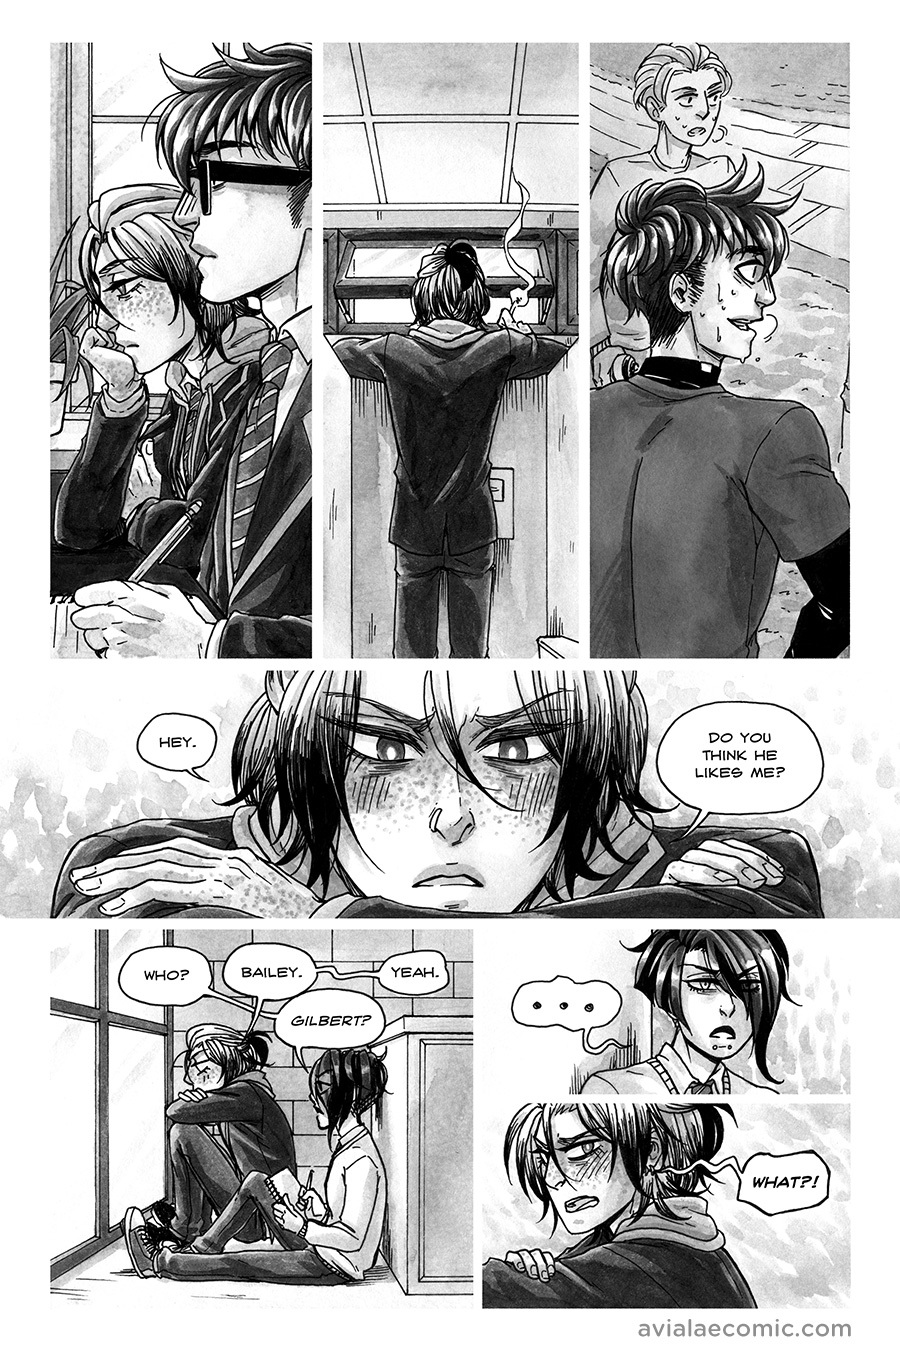 HEY.
DO YOU
THINK HE
LIKES ME?
WHO?
BAILEY.
GILBERT?
YEAH.
...
WHAT?!
avialaecomic.com